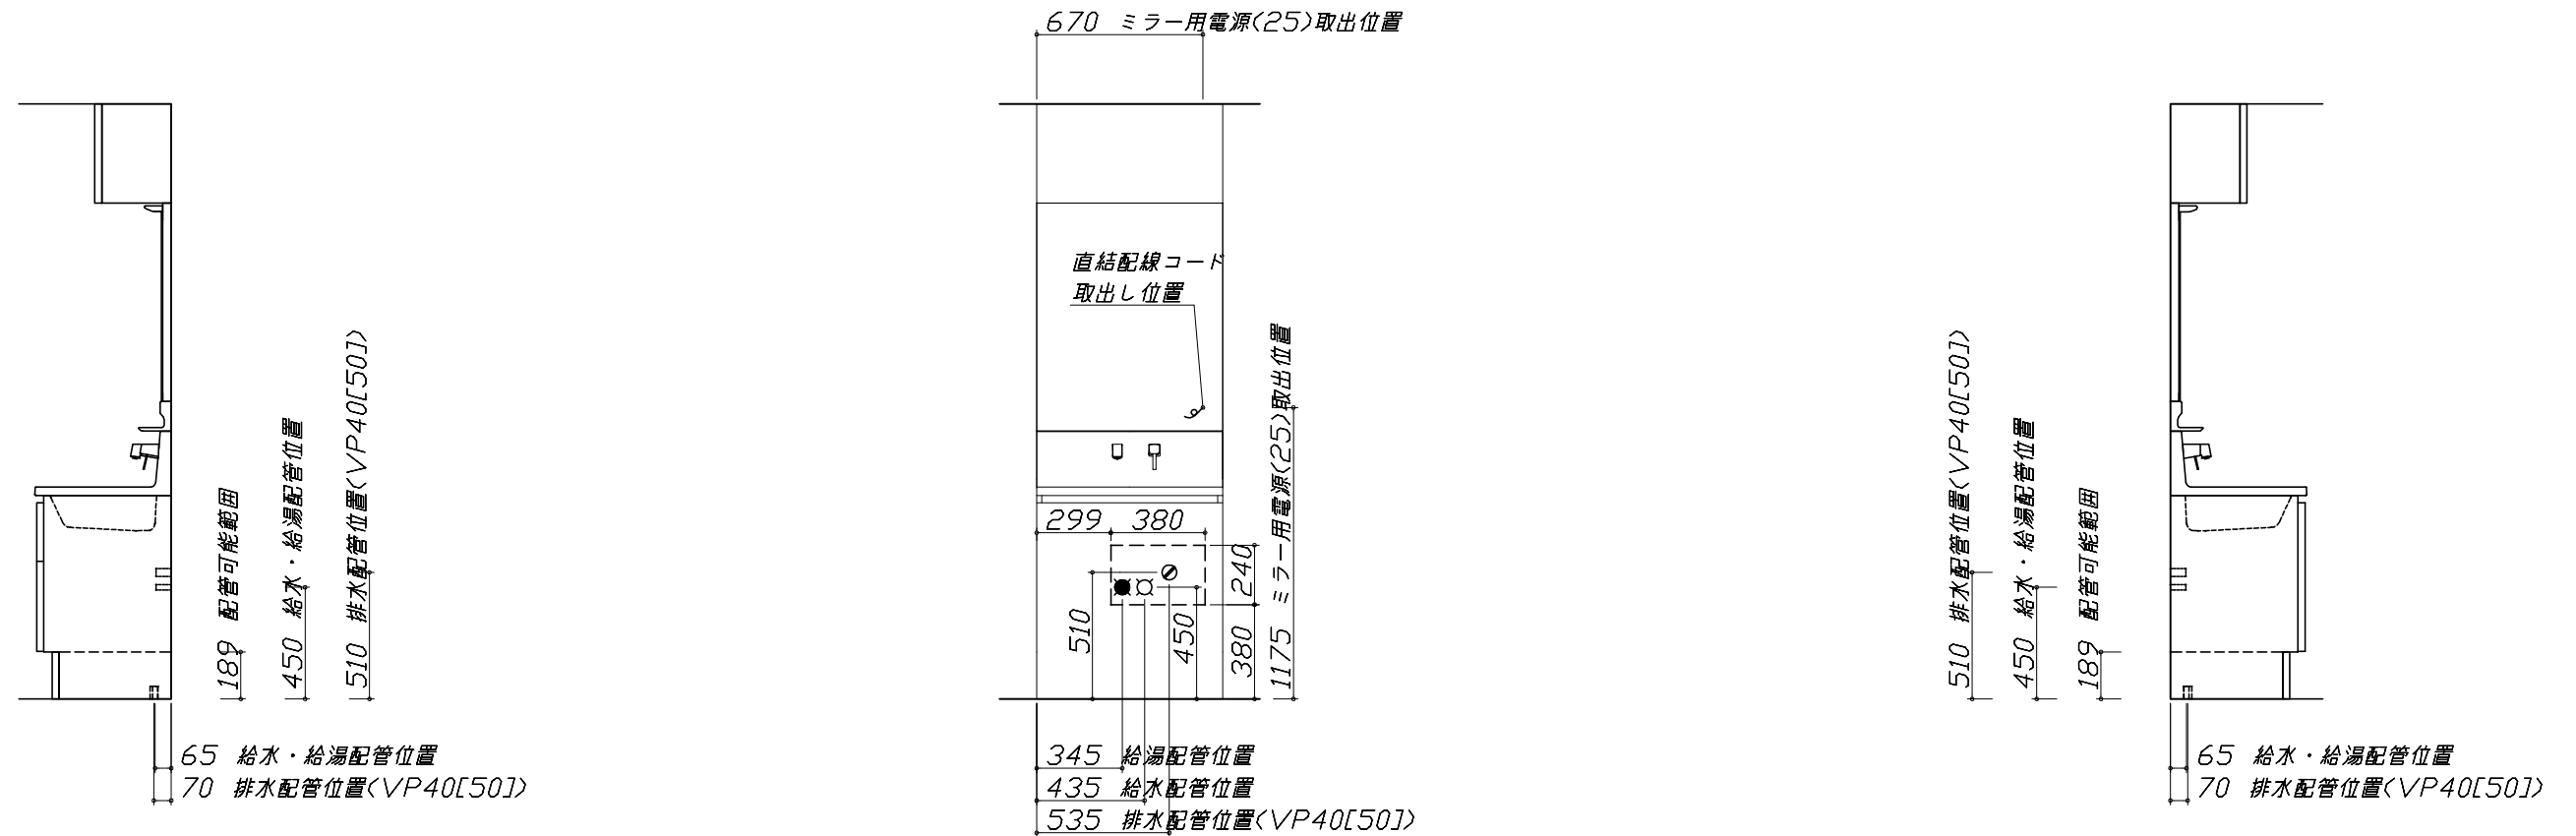 670 ミラー用電源(25)取出位置
直結配線コード
取出し位置
1175 ミラー用電源(25)取出位置
299
380
240
380
510
450
345 給湯配管位置
435 給水配管位置
535 排水配管位置(VP40[50])
189 配管可能範囲
450 給水・給湯配管位置
510 排水配管位置(VP40[50])
65 給水・給湯配管位置
70 排水配管位置(VP40[50])
510 排水配管位置(VP40[50])
450 給水・給湯配管位置
189 配管可能範囲
65 給水・給湯配管位置
70 排水配管位置(VP40[50])